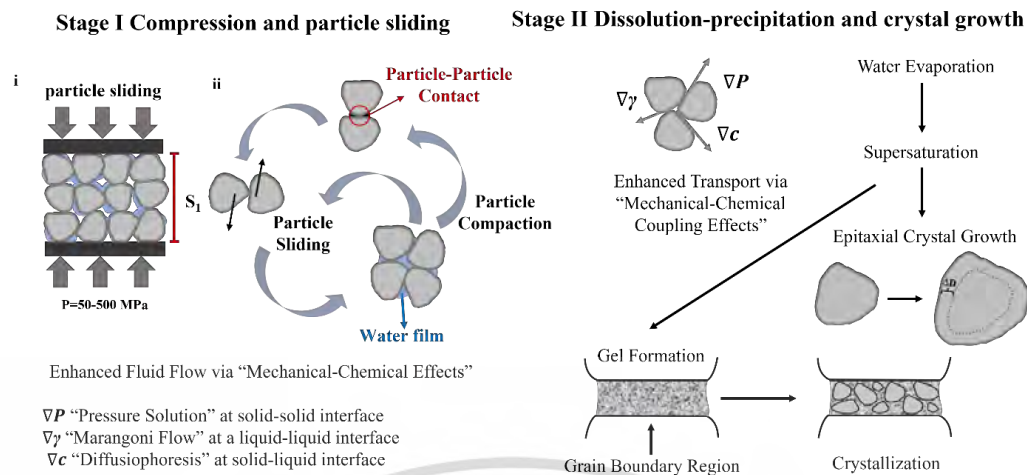 Stage I Compression and particle sliding
i
particle sliding
S₁
P=50-500 MPa
ii
Particle-Particle
Contact
Particle
Sliding
Particle
Compaction
Water film
Enhanced Fluid Flow via “Mechanical-Chemical Effects”
∇P “Pressure Solution” at solid-solid interface
∇γ “Marangoni Flow” at a liquid-liquid interface
∇c “Diffusiophoresis” at solid-liquid interface
Stage II Dissolution-precipitation and crystal growth
∇P
∇γ
∇c
Enhanced Transport via
“Mechanical-Chemical
Coupling Effects”
Water Evaporation
Supersaturation
Epitaxial Crystal Growth
Gel Formation
Grain Boundary Region
Crystallization